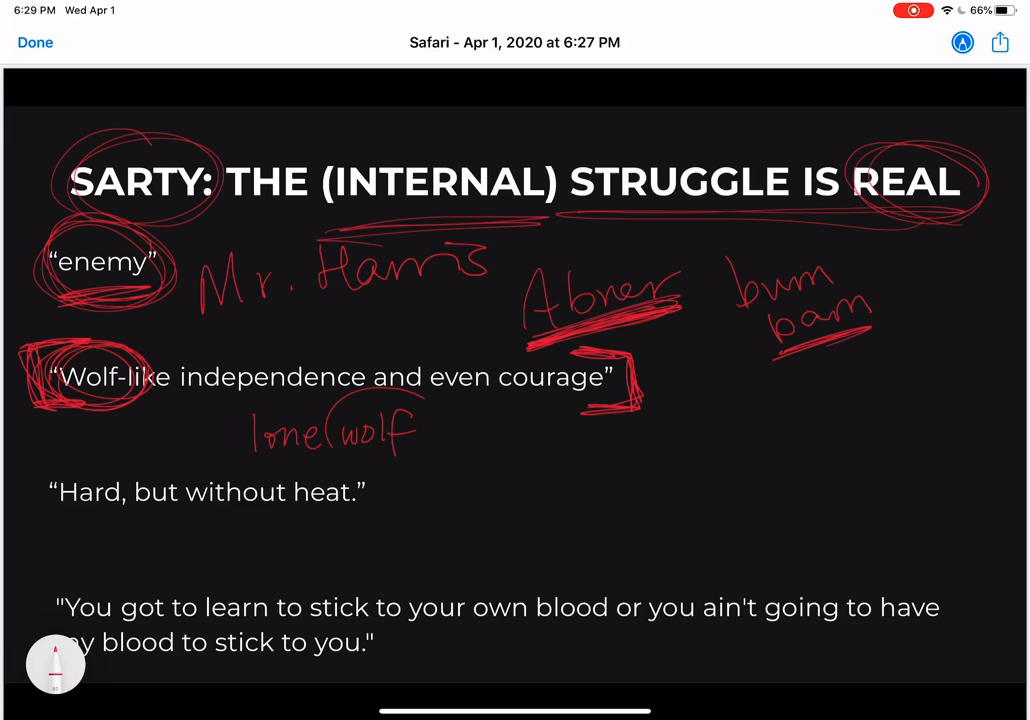 6:29 PM Wed Apr 1
66%
Done
Safari - Apr 1, 2020 at 6:27 PM
SARTY: THE (INTERNAL) STRUGGLE IS REAL
“enemy”
Mr. Harris
Abner
bum
bam
“Wolf-like independence and even courage”
lone wolf
“Hard, but without heat.”
"You got to learn to stick to your own blood or you ain't going to have
blood to stick to you."